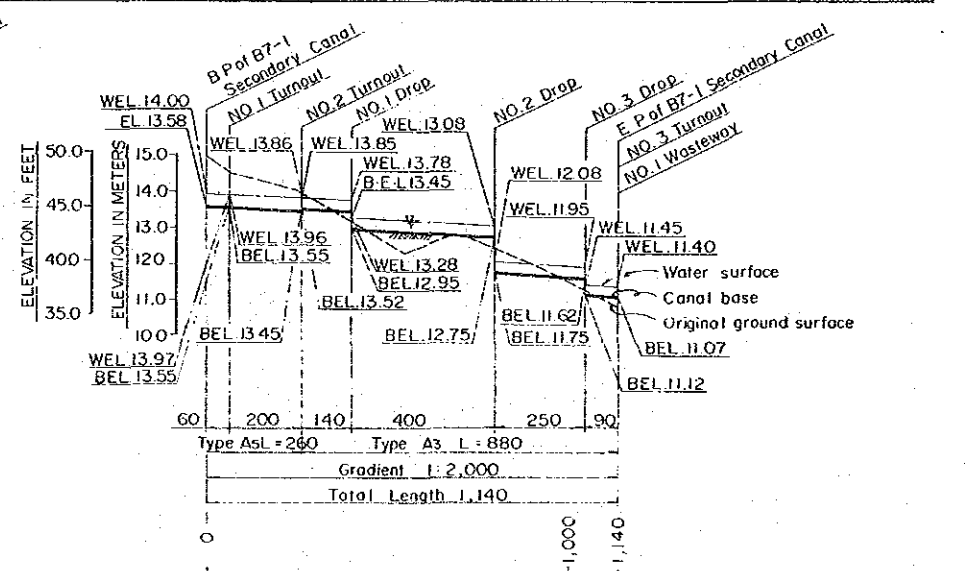 B P of B7-1
Secondary Canal
NO.1 Turnout
NO.2 Turnout
NO.1 Drop
NO.2 Drop
NO. 3 Drop
E. P of B7-1 Secondary Canal
NO.3 Turnout
NO.1 Wasteway
WEL.14.00
EL.13.58
WEL.13.86
WEL.13.85
WEL.13.08
WEL.13.78
B.E.L13.45
WEL.12.08
WEL.11.95
WEL.11.45
WEL.11.40
ELEVATION IN FEET
50.0
45.0
40.0
35.0
ELEVATION IN METERS
15.0
14.0
13.0
12.0
11.0
10.0
WEL 13.96
BEL 13.55
WEL.13.28
BEL.12.95
BEL.13.52
BEL.13.45
BEL.12.75
BEL 11.62
BEL.11.75
Water surface
Canal base
Original ground surface
BEL.11.07
BEL.11.12
WEL.13.97
BEL.13.55
60 200 140 400 250 90
Type AsL = 260 Type A3 L = 880
Gradient 1:2,000
Total Length 1,140
0 1,000 1,140